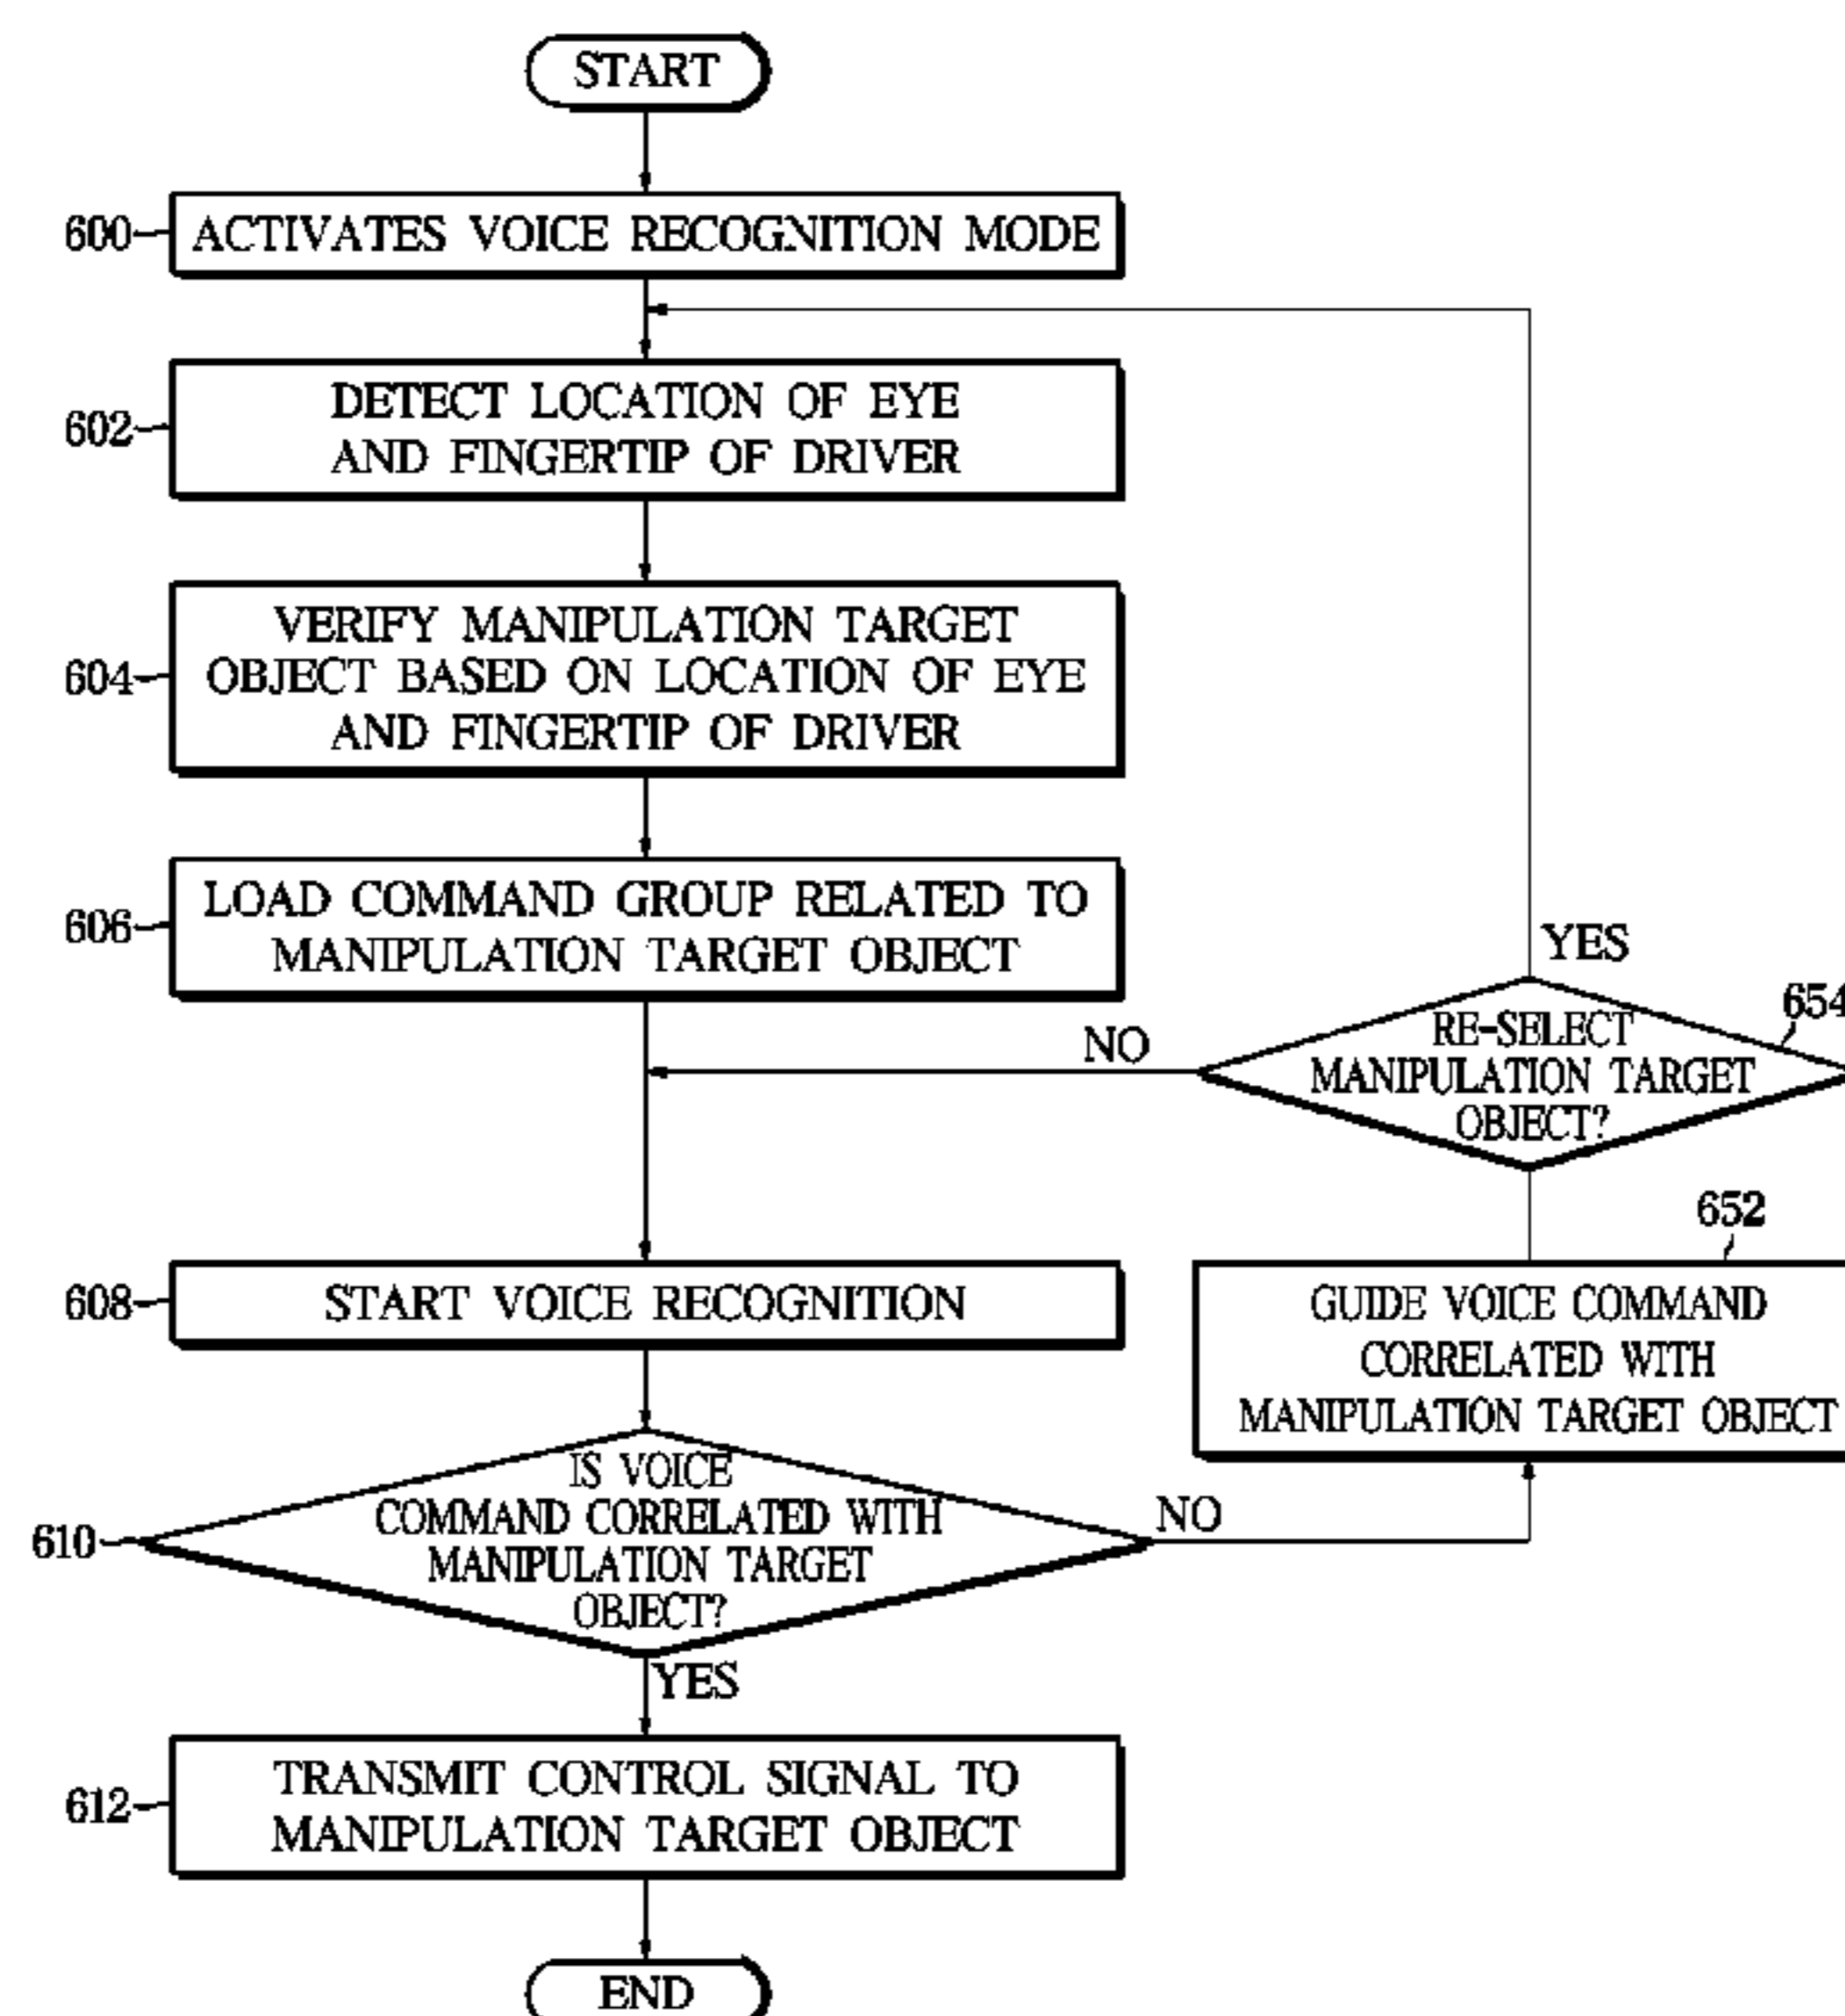 START
600
ACTIVATES VOICE RECOGNITION MODE
602
DETECT LOCATION OF EYE
AND FINGERTIP OF DRIVER
604
VERIFY MANIPULATION TARGET
OBJECT BASED ON LOCATION OF EYE
AND FINGERTIP OF DRIVER
606
LOAD COMMAND GROUP RELATED TO
MANIPULATION TARGET OBJECT
YES
654
RE-SELECT
MANIPULATION TARGET
OBJECT?
NO
652
608
START VOICE RECOGNITION
GUIDE VOICE COMMAND
CORRELATED WITH
MANIPULATION TARGET OBJECT
610
IS VOICE
COMMAND CORRELATED WITH
MANIPULATION TARGET
OBJECT?
NO
YES
612
TRANSMIT CONTROL SIGNAL TO
MANIPULATION TARGET OBJECT
END